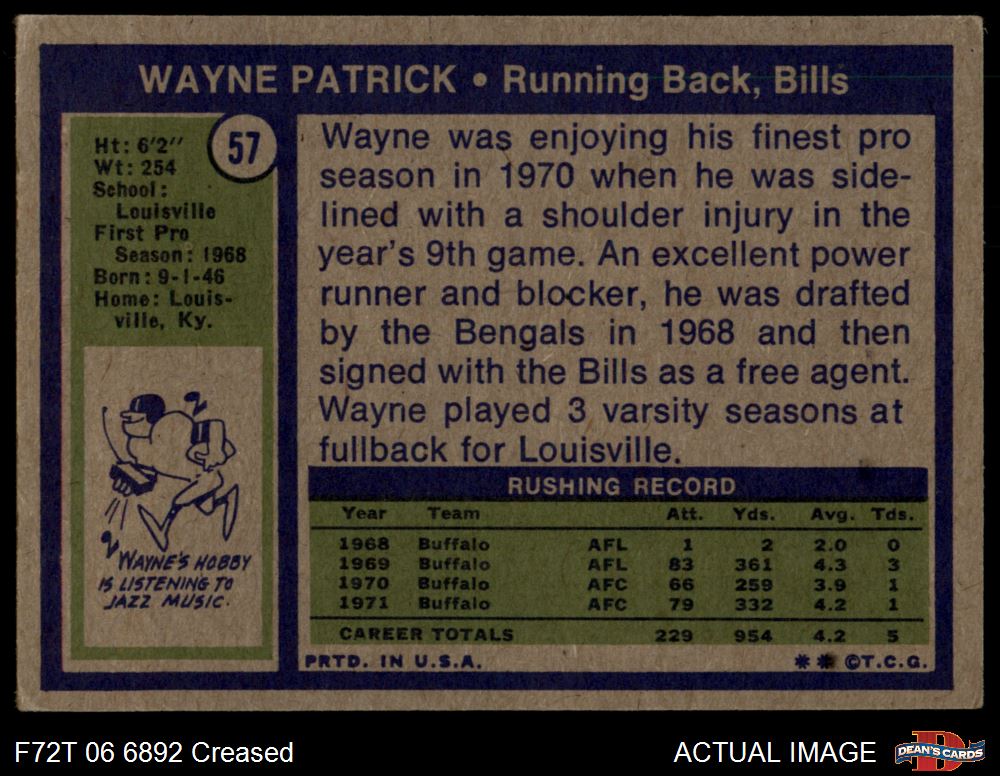 WAYNE PATRICK • Running Back, Bills
57
Ht: 6'2"
Wt: 254
School:
Louisville
First Pro
Season: 1968
Born: 9-1-46
Home: Louis-
ville, Ky.
WAYNE'S HOBBY
IS LISTENING TO
JAZZ MUSIC.
Wayne was enjoying his finest pro
season in 1970 when he was side-
lined with a shoulder injury in the
year's 9th game. An excellent power
runner and blocker, he was drafted
by the Bengals in 1968 and then
signed with the Bills as a free agent.
Wayne played 3 varsity seasons at
fullback for Louisville.
RUSHING RECORD
Year Team Att. Yds. Avg. Tds.
1968 Buffalo AFL 1 2 2.0 0
1969 Buffalo AFL 83 361 4.3 3
1970 Buffalo AFC 66 259 3.9 1
1971 Buffalo AFC 79 332 4.2 1
CAREER TOTALS 229 954 4.2 5
PRTD. IN U.S.A. ** ©T.C.G.
F72T 06 6892 Creased
ACTUAL IMAGE
D
DEAN'S CARDS